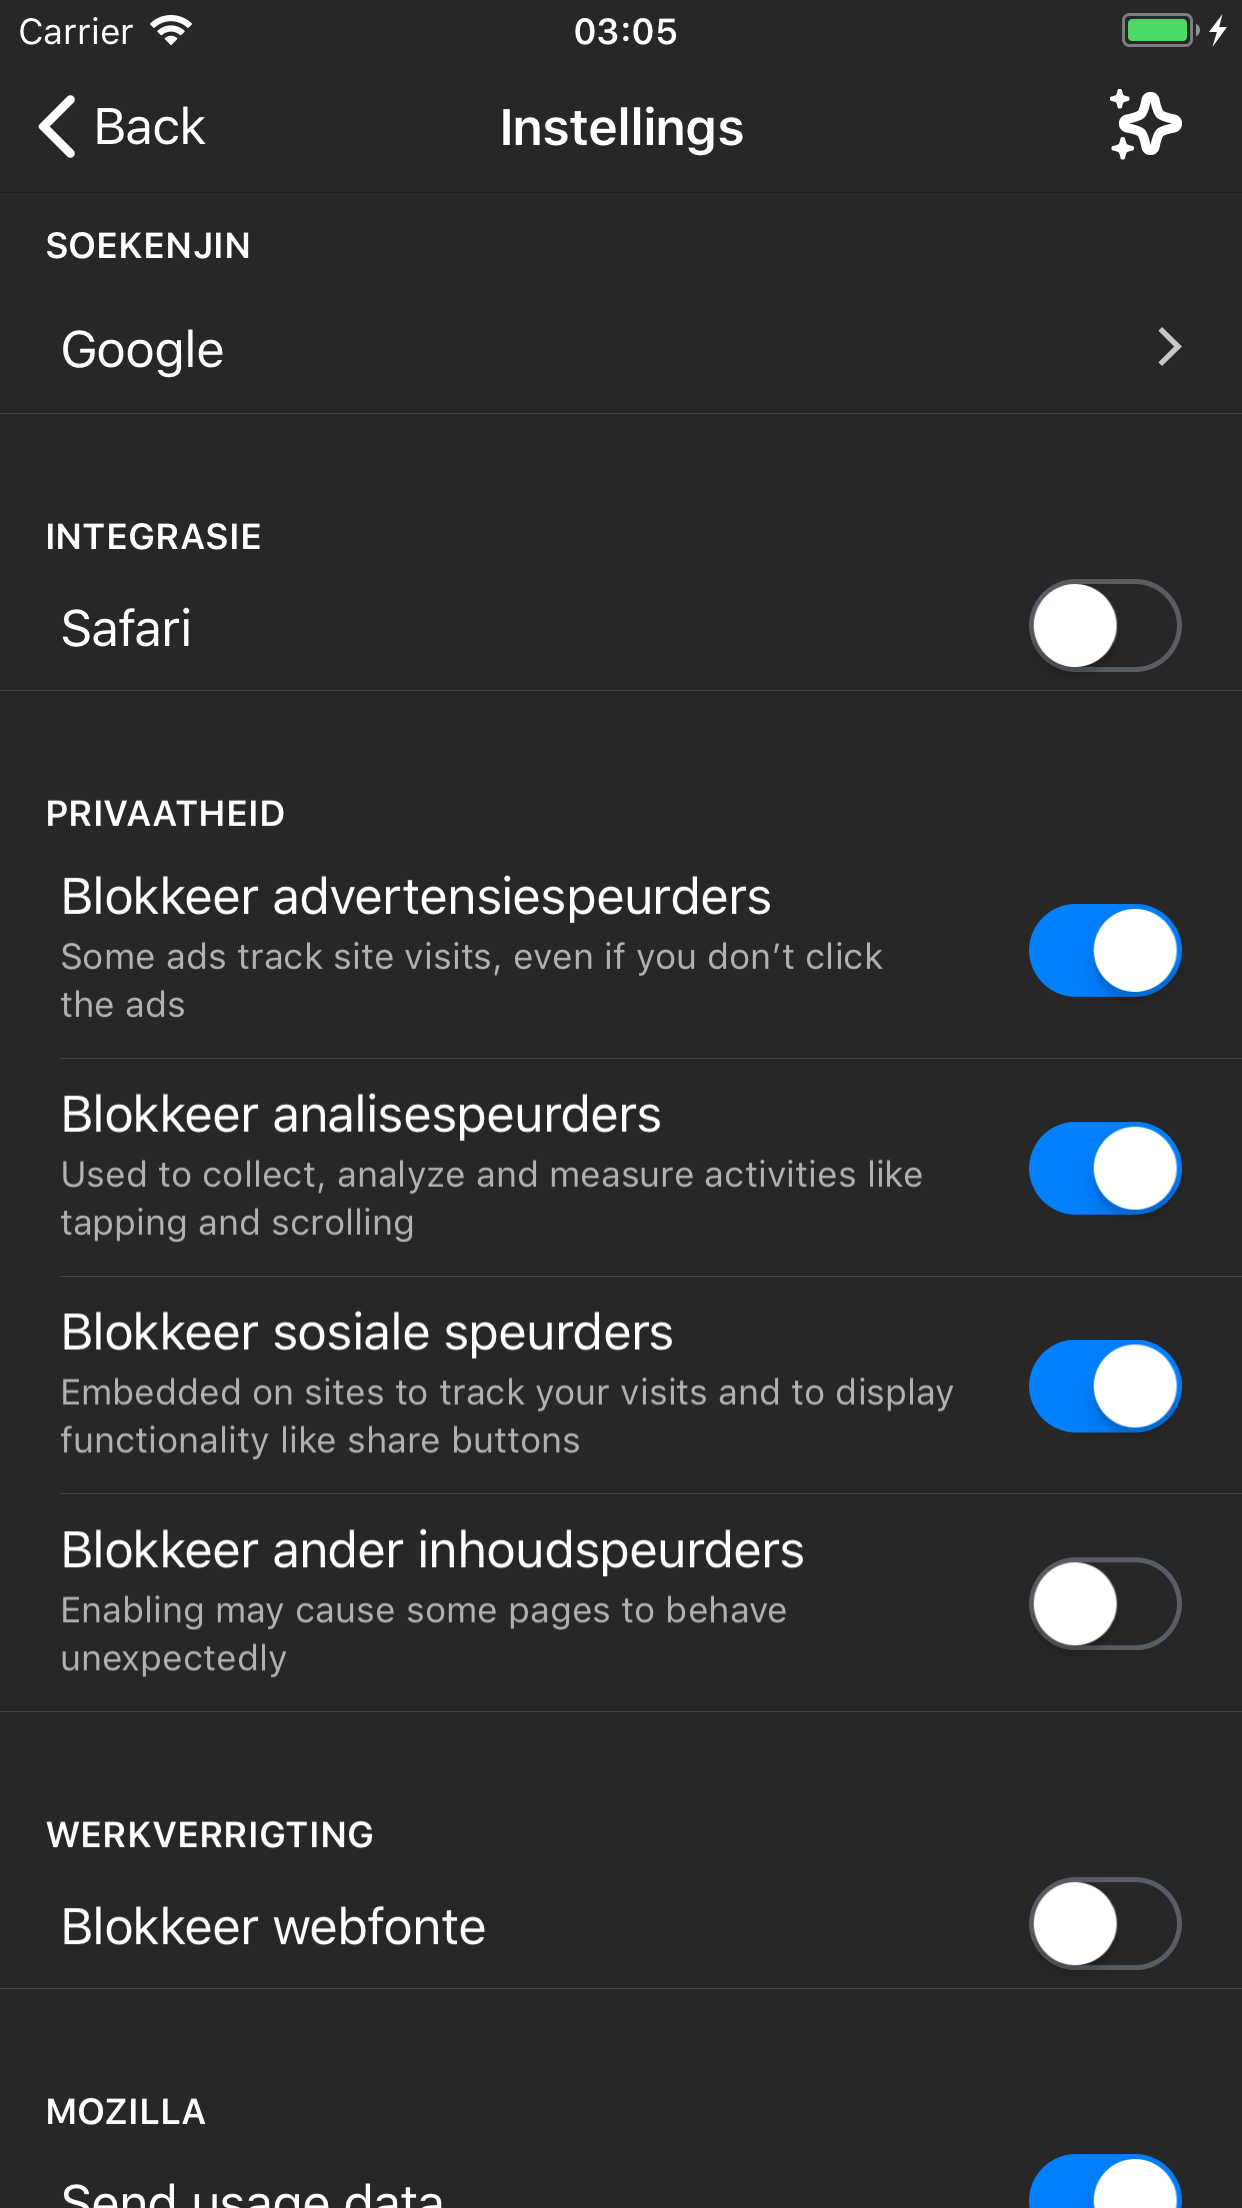 Carrier
03:05
Back
Instellings
SOEKENJIN
Google
INTEGRASIE
Safari
PRIVAATHEID
Blokkeer advertensiespeurders
Some ads track site visits, even if you don’t click
the ads
Blokkeer analisespeurders
Used to collect, analyze and measure activities like
tapping and scrolling
Blokkeer sosiale speurders
Embedded on sites to track your visits and to display
functionality like share buttons
Blokkeer ander inhoudspeurders
Enabling may cause some pages to behave
unexpectedly
WERKVERRIGTING
Blokkeer webfonte
MOZILLA
Send usage data